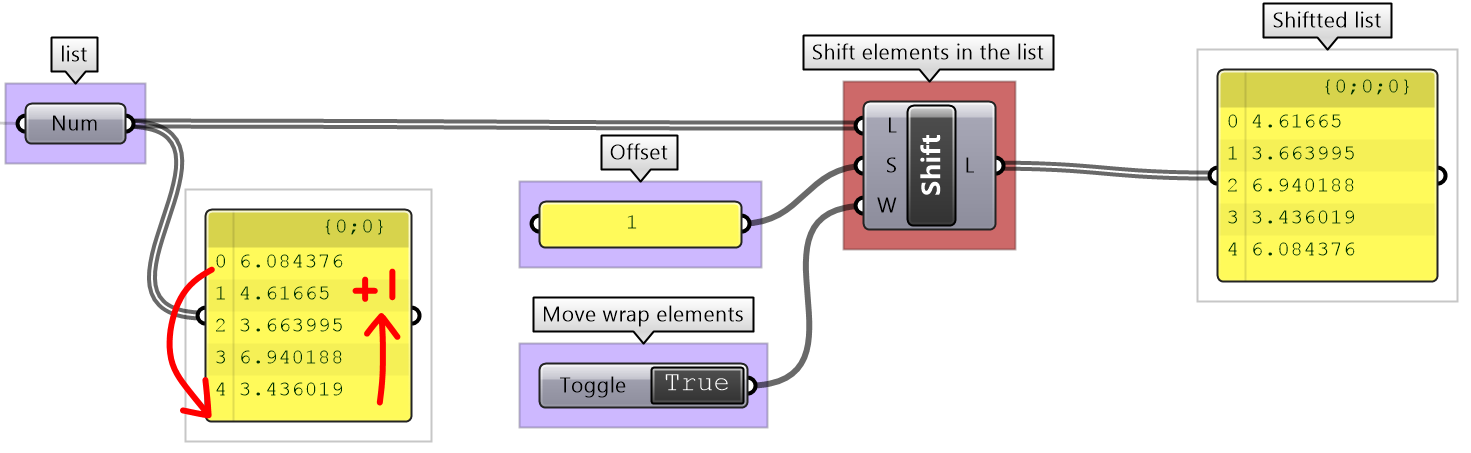 list
Num
{0;0}
0 6.084376
1 4.61665
2 3.663995
3 6.940188
4 3.436019
+1
Offset
1
Move wrap elements
Toggle True
Shift elements in the list
L
S
W
Shift
L
Shiftted list
{0;0;0}
0 4.61665
1 3.663995
2 6.940188
3 3.436019
4 6.084376